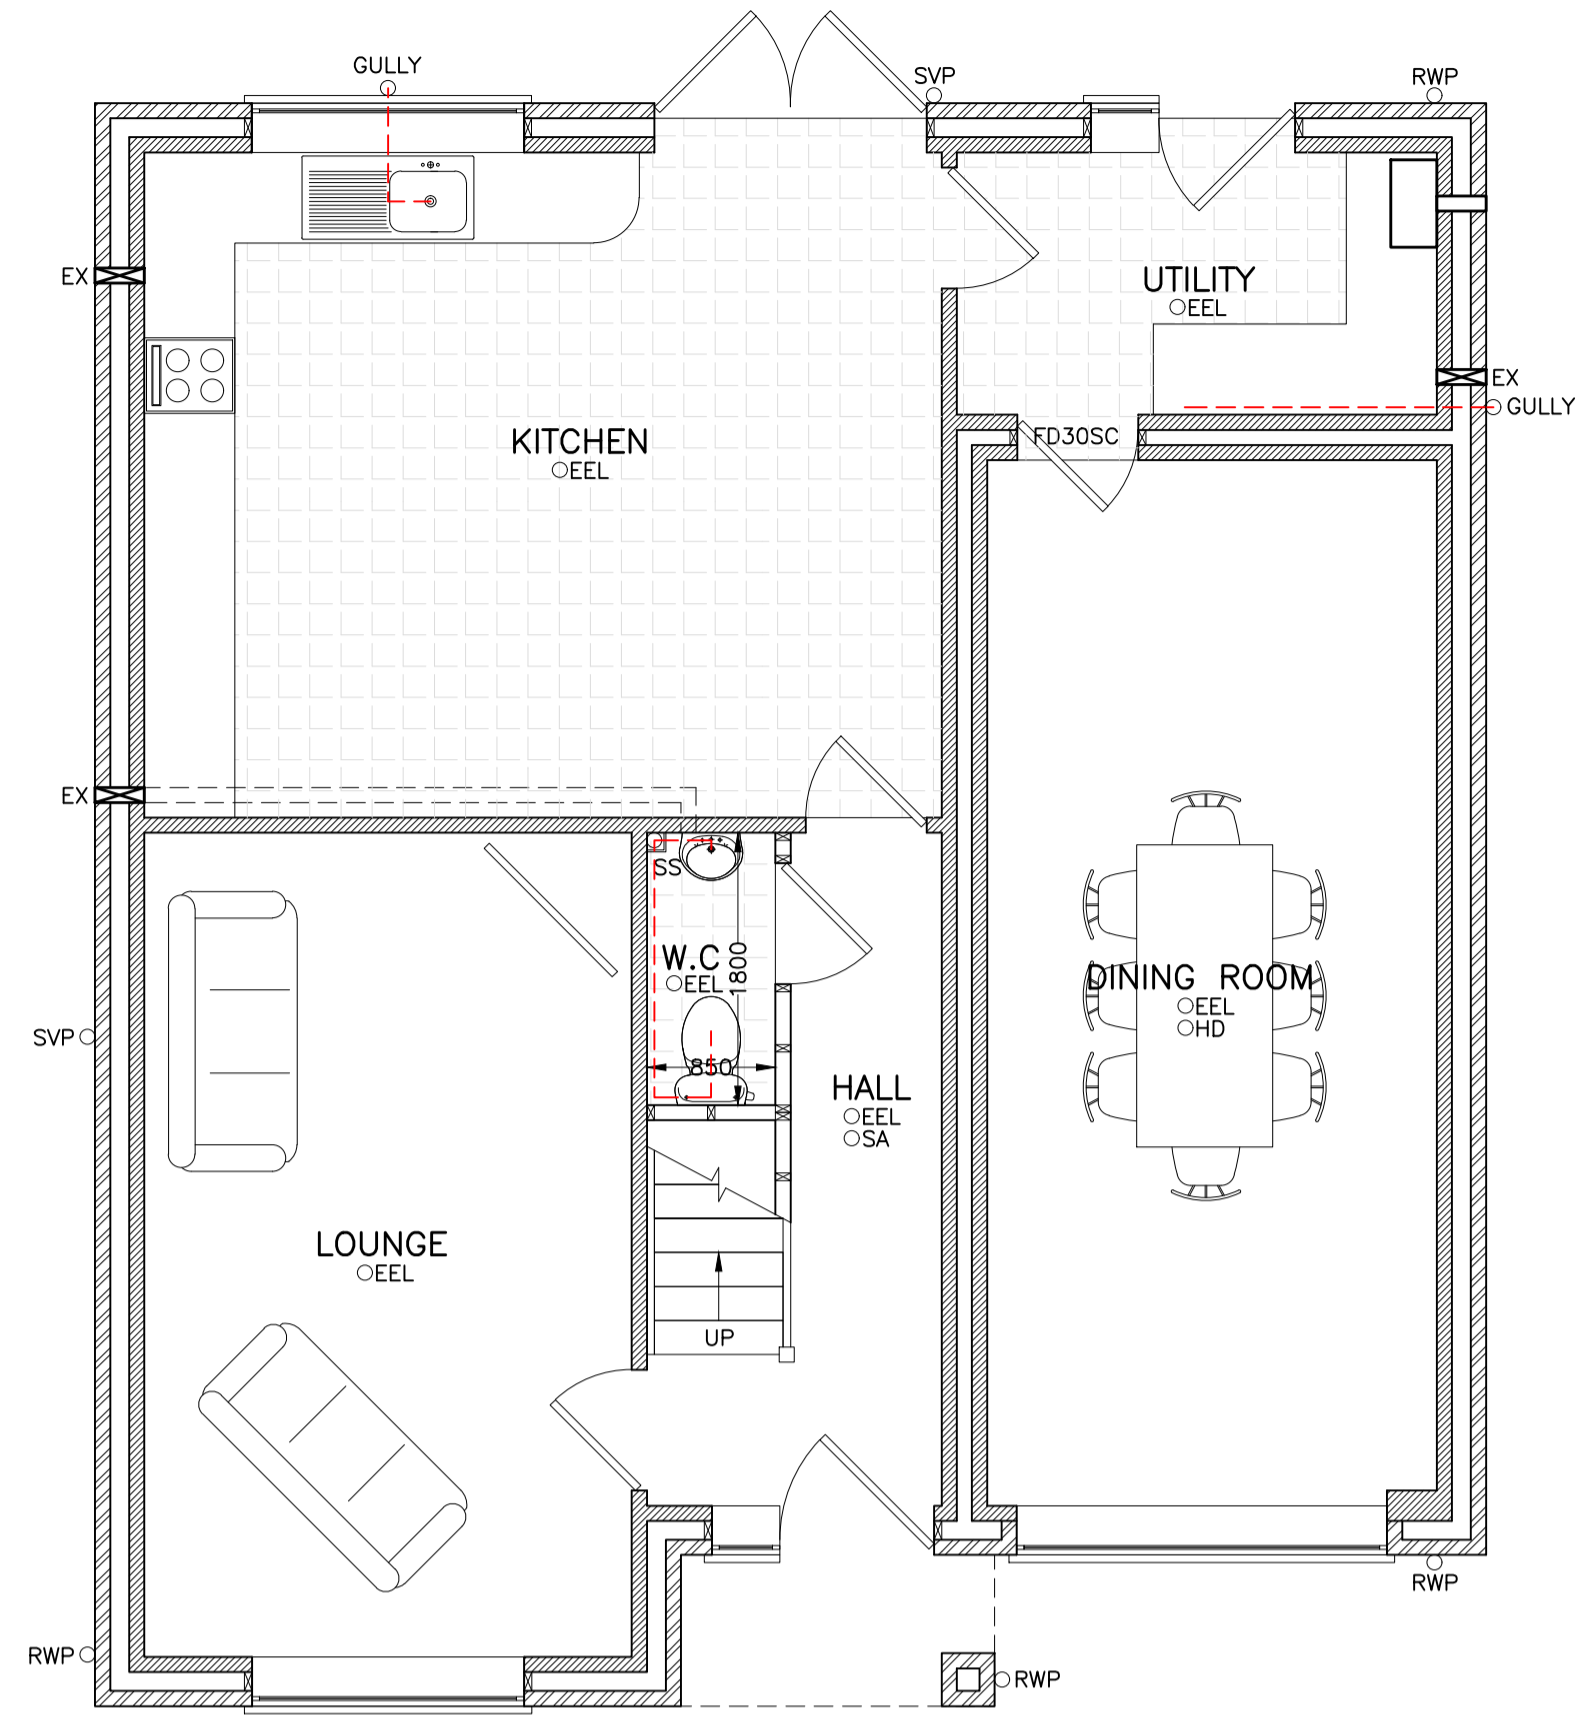 GULLY
SVP
RWP
EX
UTILITY
EEL
EX
GULLY
FD30SC
KITCHEN
EEL
EX
SS
W.C
EEL
1800
850
DINING ROOM
EEL
HD
SVP
HALL
EEL
SA
LOUNGE
EEL
UP
RWP
RWP
RWP